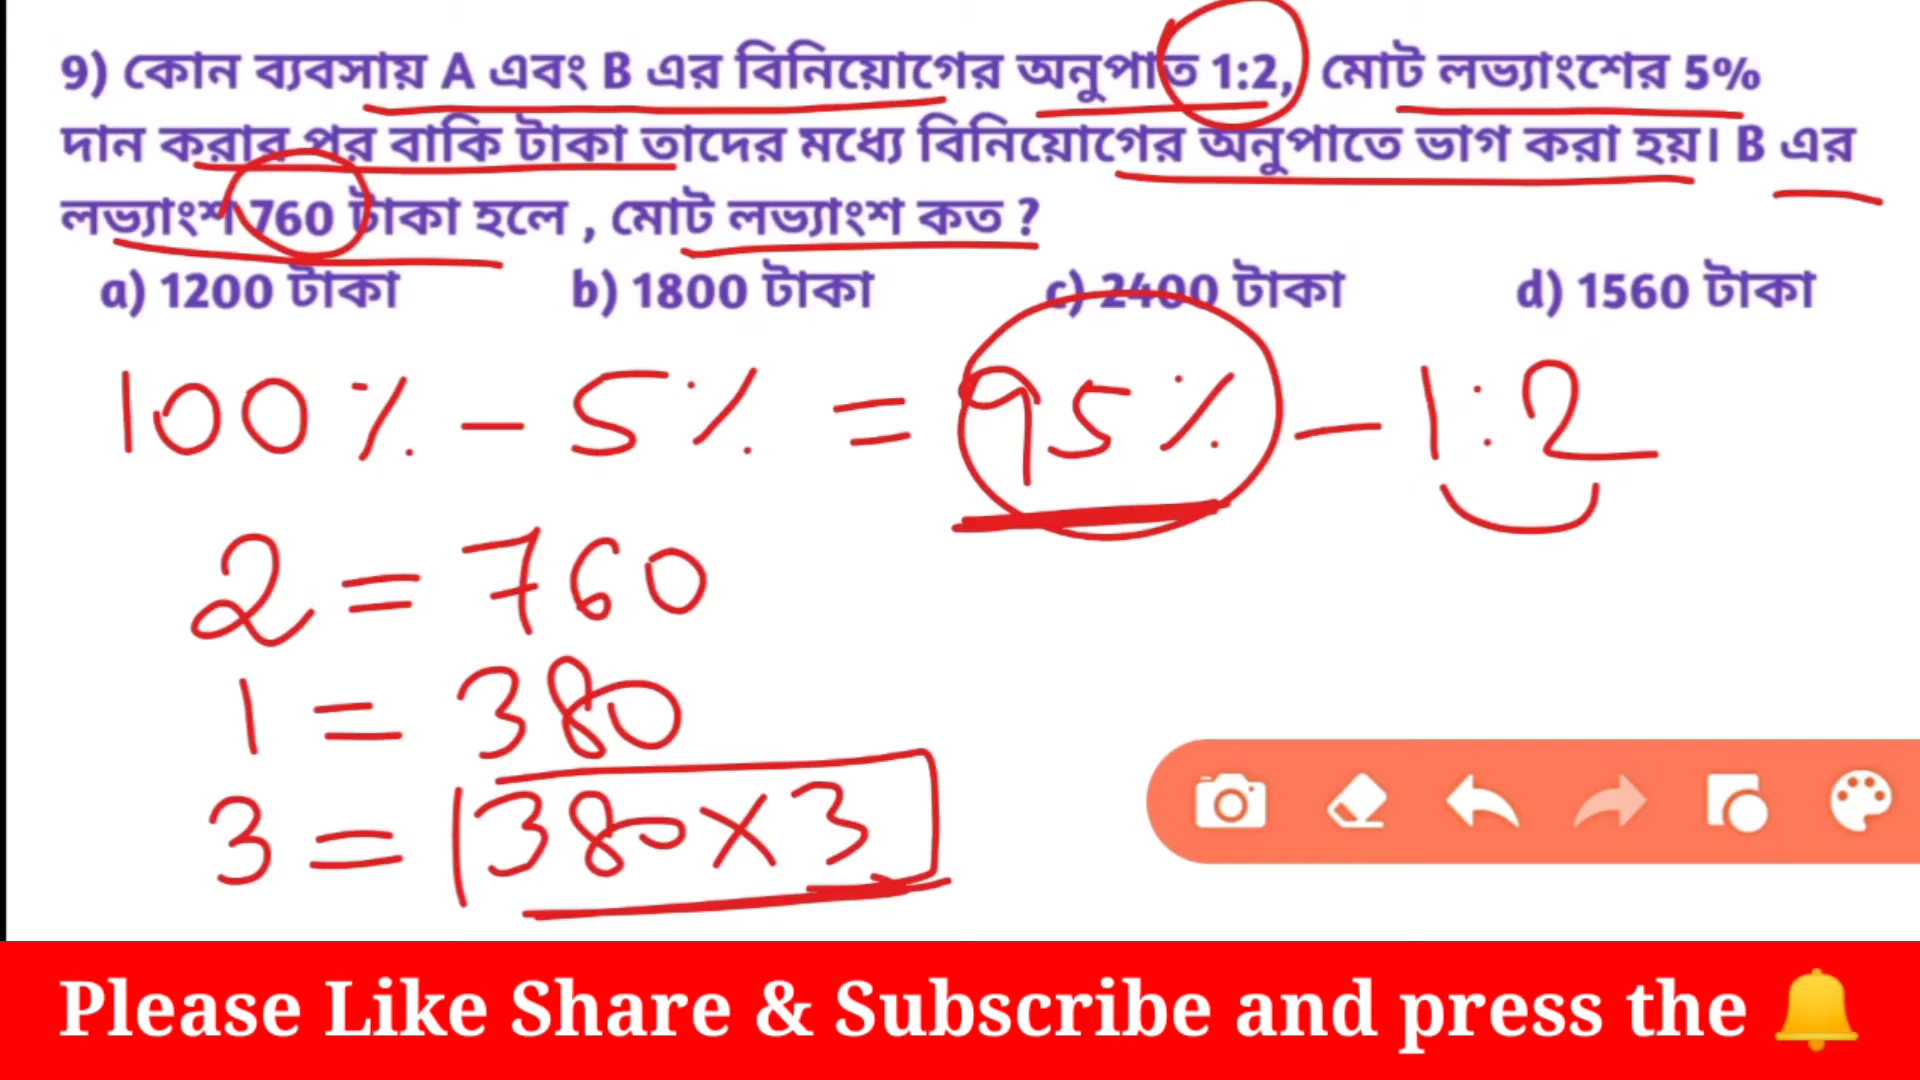 9) কোন ব্যবসায় A এবং B এর বিনিয়োগের অনুপাত 1:2, মোট লভ্যাংশের 5%
দান করার পর বাকি টাকা তাদের মধ্যে বিনিয়োগের অনুপাতে ভাগ করা হয়। B এর
লভ্যাংশ 760 টাকা হলে , মোট লভ্যাংশ কত ?
a) 1200 টাকা b) 1800 টাকা c) 2400 টাকা d) 1560 টাকা
100% - 5% = 95% - 1:2
2 = 760
1 = 380
3 = 380 × 3
Please Like Share & Subscribe and press the 🔔